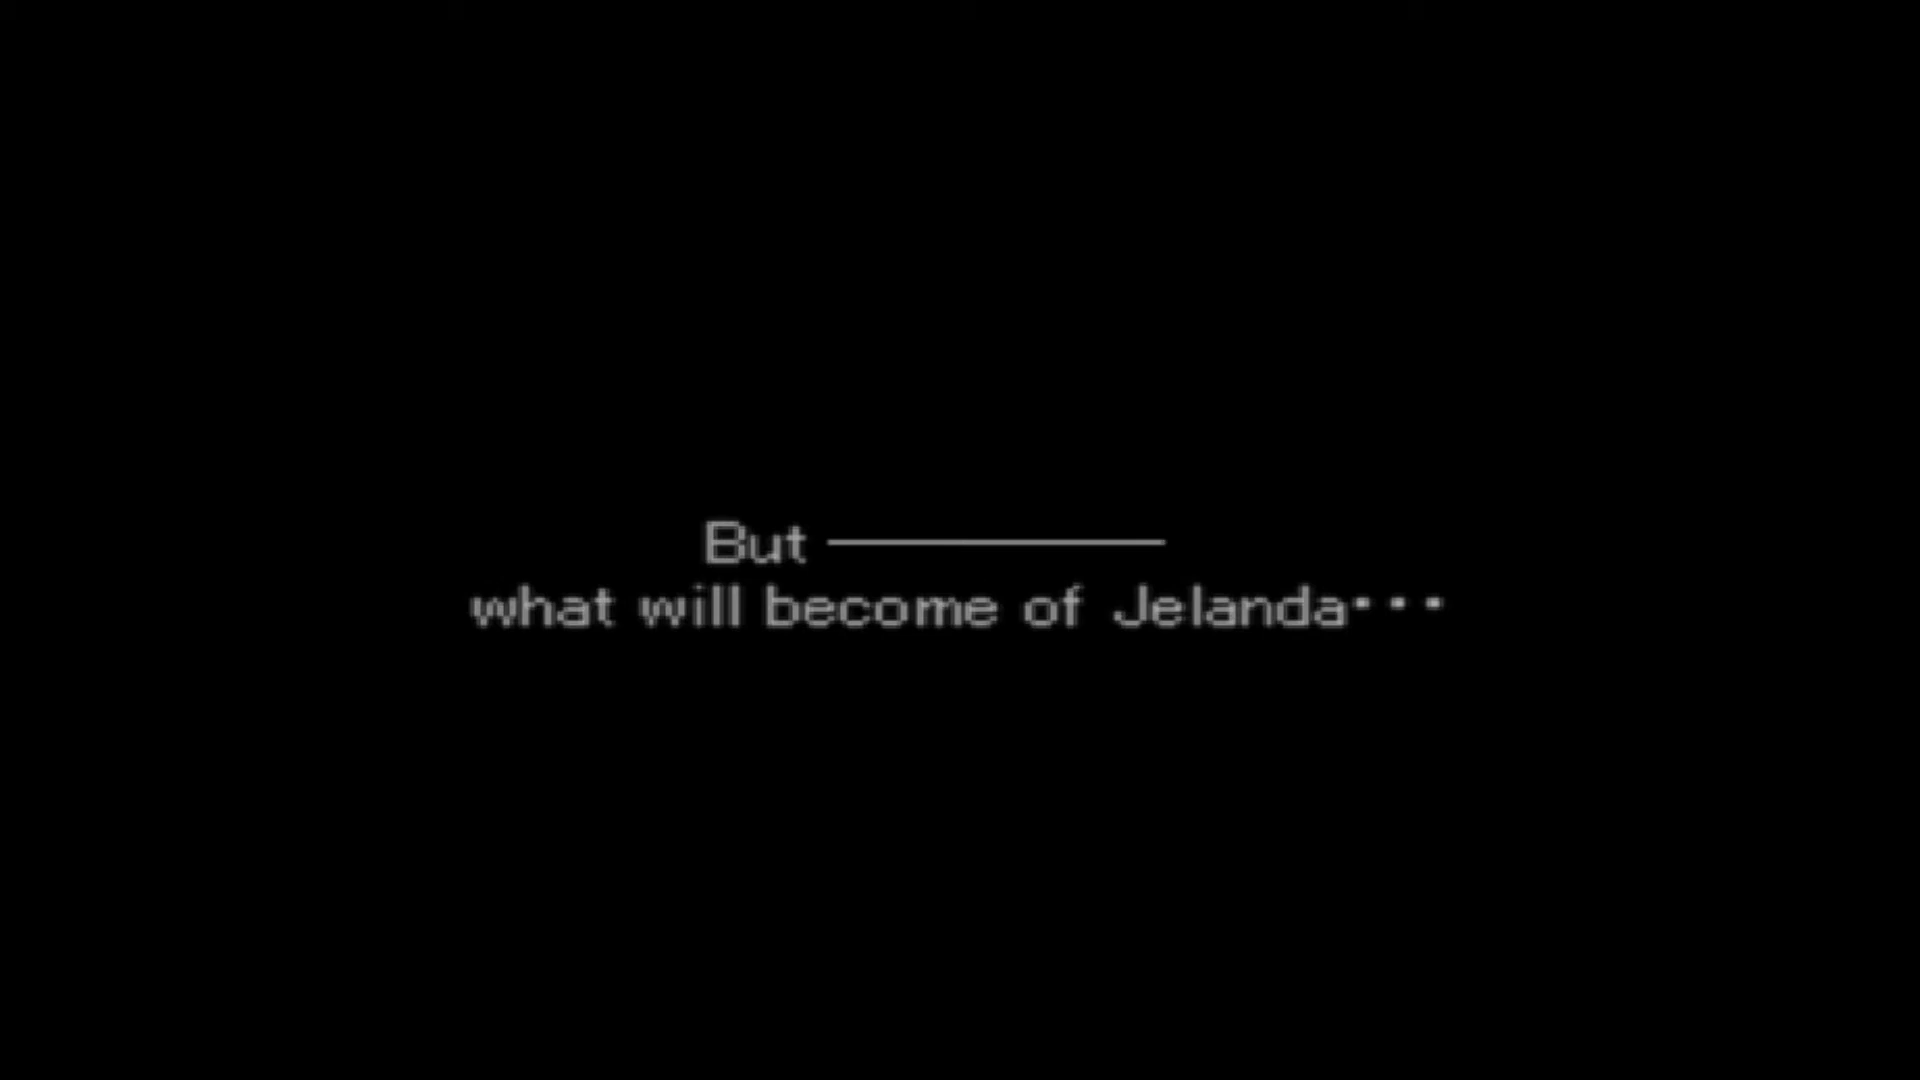 But ――――――
what will become of Jelanda･･･